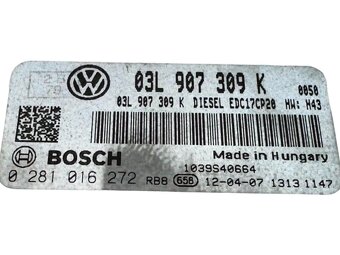 03L 907 309 K
03L 907 309 K DIESEL EDC17CP20 0050 HW: H43
BOSCH
Made in Hungary
1039S40664
0 281 016 272 RB8 658 12-04-07 1313 1147